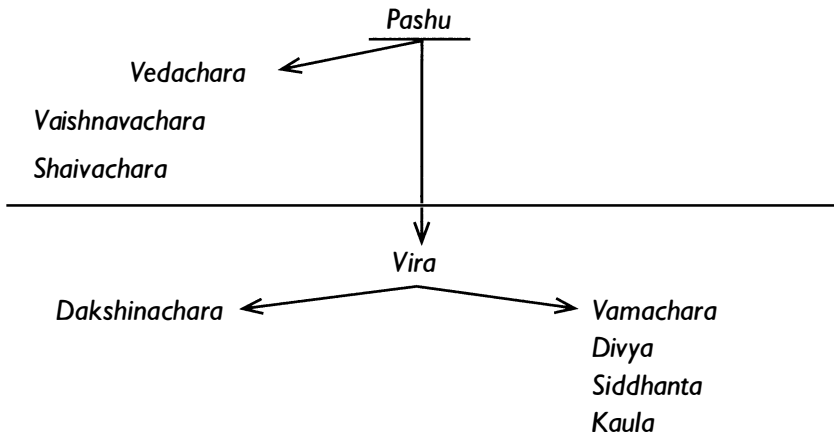 Pashu
Vedachara
Vaishnavachara
Shaivachara
Vira
Dakshinachara
Vamachara
Divya
Siddhanta
Kaula